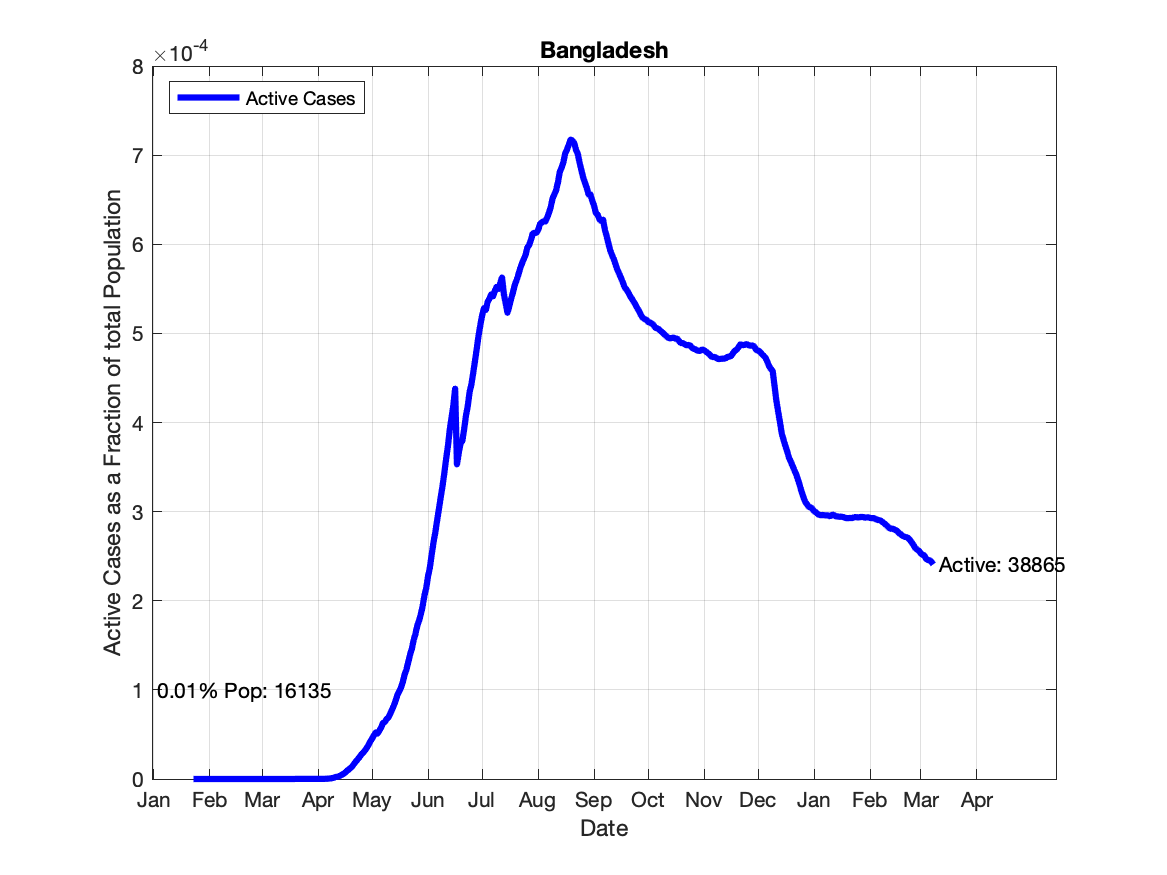 Bangladesh
×10-4
Active Cases
8
7
6
5
4
3
2
1
0
Active Cases as a Fraction of total Population
0.01% Pop: 16135
Active: 38865
Jan Feb Mar Apr May Jun Jul Aug Sep Oct Nov Dec Jan Feb Mar Apr
Date